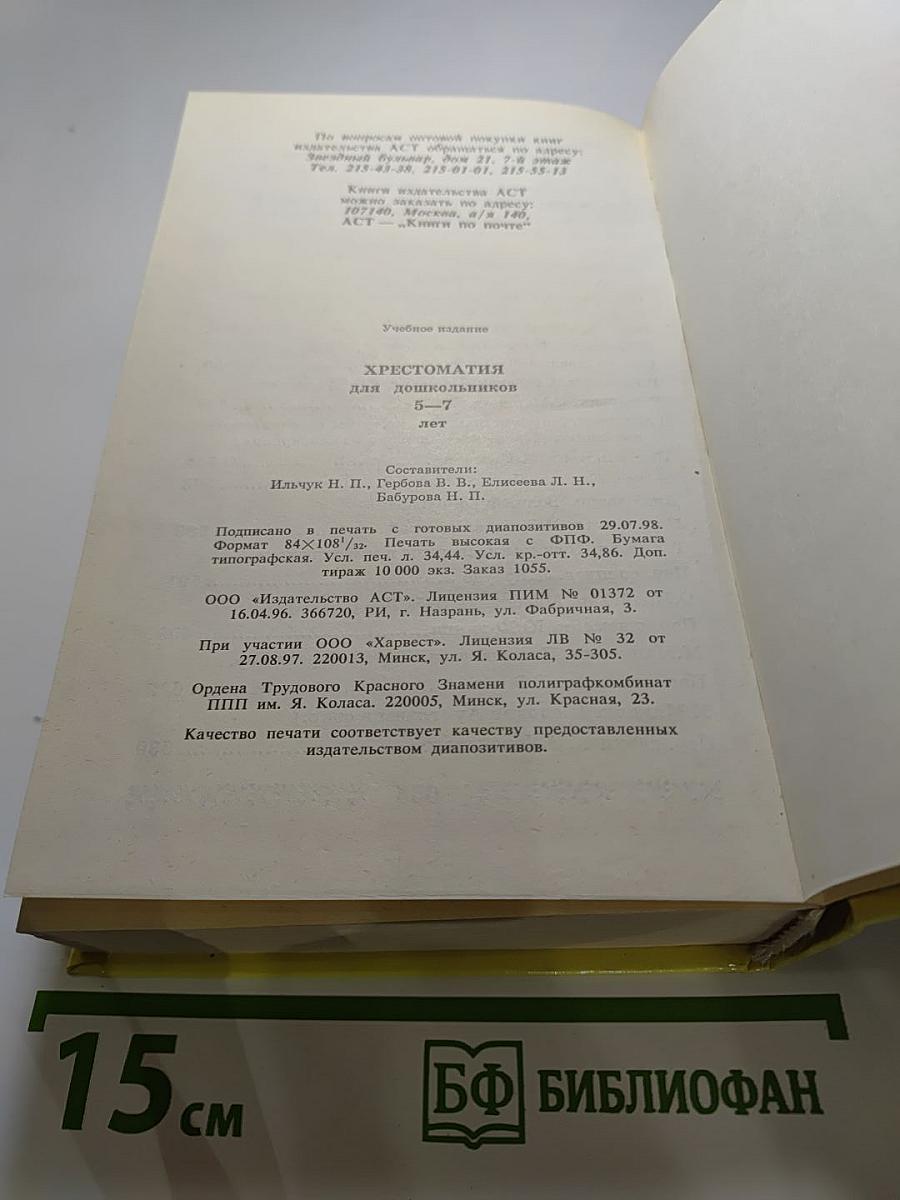 По вопросам оптовой покупки книг
издательства АСТ обращаться по адресу:
Звездный бульвар, дом 21, 7-й этаж
Тел. 215-43-38, 215-01-01, 215-55-13
Книги издательства АСТ
можно заказать по адресу:
107140, Москва, а/я 140,
АСТ — „Книги по почте“
Учебное издание
ХРЕСТОМАТИЯ
для дошкольников
5—7
лет
Составители:
Ильчук Н. П., Гербова В. В., Елисеева Л. Н.,
Бабурова Н. П.
Подписано в печать с готовых диапозитивов 29.07.98.
Формат 84×108¹/₃₂. Печать высокая с ФПФ. Бумага
типографская. Усл. печ. л. 34,44. Усл. кр.-отт. 34,86. Доп.
тираж 10 000 экз. Заказ 1055.
ООО «Издательство АСТ». Лицензия ПИМ № 01372 от
16.04.96. 366720, РИ, г. Назрань, ул. Фабричная, 3.
При участии ООО «Харвест». Лицензия ЛВ № 32 от
27.08.97. 220013, Минск, ул. Я. Коласа, 35-305.
Ордена Трудового Красного Знамени полиграфкомбинат
ППП им. Я. Коласа. 220005, Минск, ул. Красная, 23.
Качество печати соответствует качеству предоставленных
издательством диапозитивов.
15 см
БФ БИБЛИОФАН